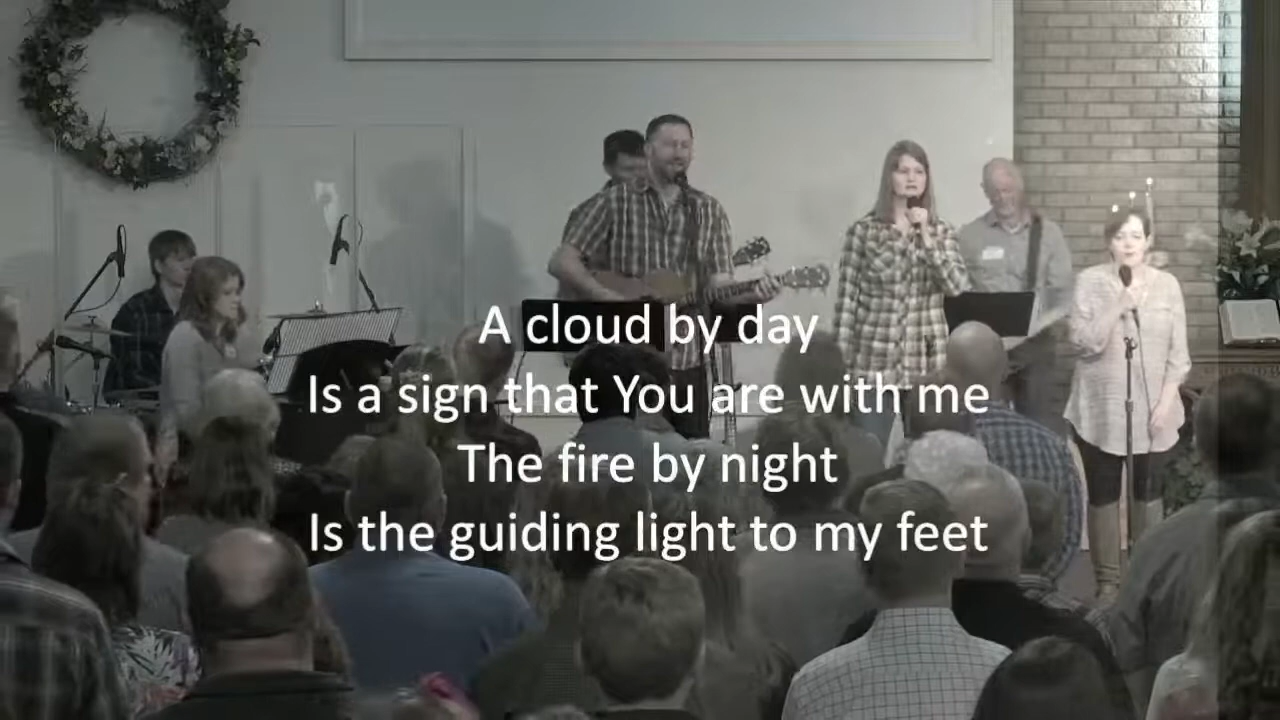 A cloud by day
Is a sign that You are with me
The fire by night
Is the guiding light to my feet